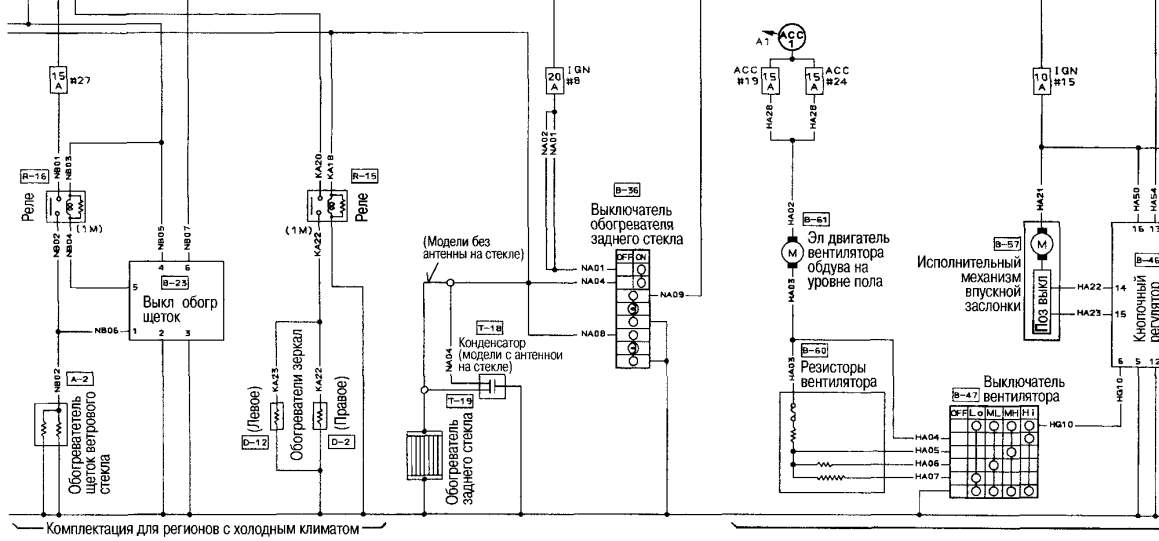 15
A
#27
NB01
NB03
R-16
Реле
(1M)
NB02
NB04
NB05
NB07
4
6
B-23
5
Выкл обогр
щеток
NB06
1
2
3
NB02
A-2
Обогреватетель
щеток ветрового
стекла
KA20
KA18
R-15
Реле
(1M)
KA22
KA23
KA22
(Левое)
Обогреватели зеркал
(Правое)
D-12
D-2
20
A
IGN
#8
NA02
NA01
B-36
Выключатель
обогревателя
заднего стекла
OFF
ON
NA01
NA04
NA09
NA08
(Модели без
антенны на стекле)
T-18
Конденсатор
(модели с антенной
на стекле)
NA04
T-19
Обогреватель
заднего стекла
A1
ACC
1
ACC
#19
15
A
15
A
ACC
#24
HA28
HA28
HA02
B-61
M
Эл двигатель
вентилятора
обдува на
уровне пола
HA03
B-60
HA03
Резисторы
вентилятора
B-47
Выключатель
вентилятора
OFF
Lo
ML
MH
Hi
HG10
HA04
HA05
HA06
HA07
10
A
IGN
#15
HA21
HA50
HA54
B-57
M
Исполнительный
механизм
впускной
заслонки
Поз выкл
HA22
14
HA23
15
16
Кнопочный
регулятор
6
5
12
HG10
Комплектация для регионов с холодным климатом